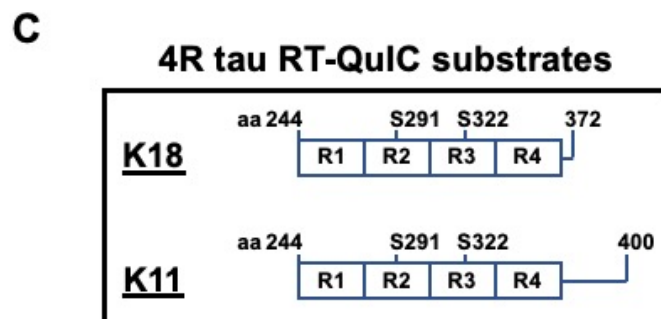 C
4R tau RT-QuIC substrates
aa 244 S291 S322 372
K18 R1 R2 R3 R4
aa 244 S291 S322 400
K11 R1 R2 R3 R4